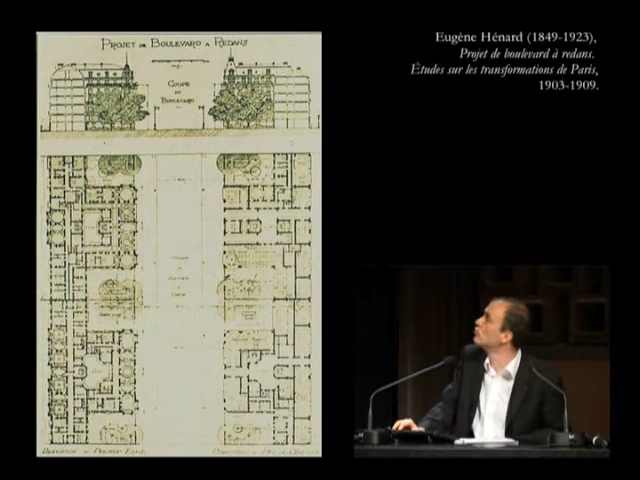 PROJET DE BOULEVARD A REDANS
COUPE
DU
BOULEVARD
Eugène Hénard (1849-1923),
Projet de boulevard à redans.
Études sur les transformations de Paris,
1903-1909.